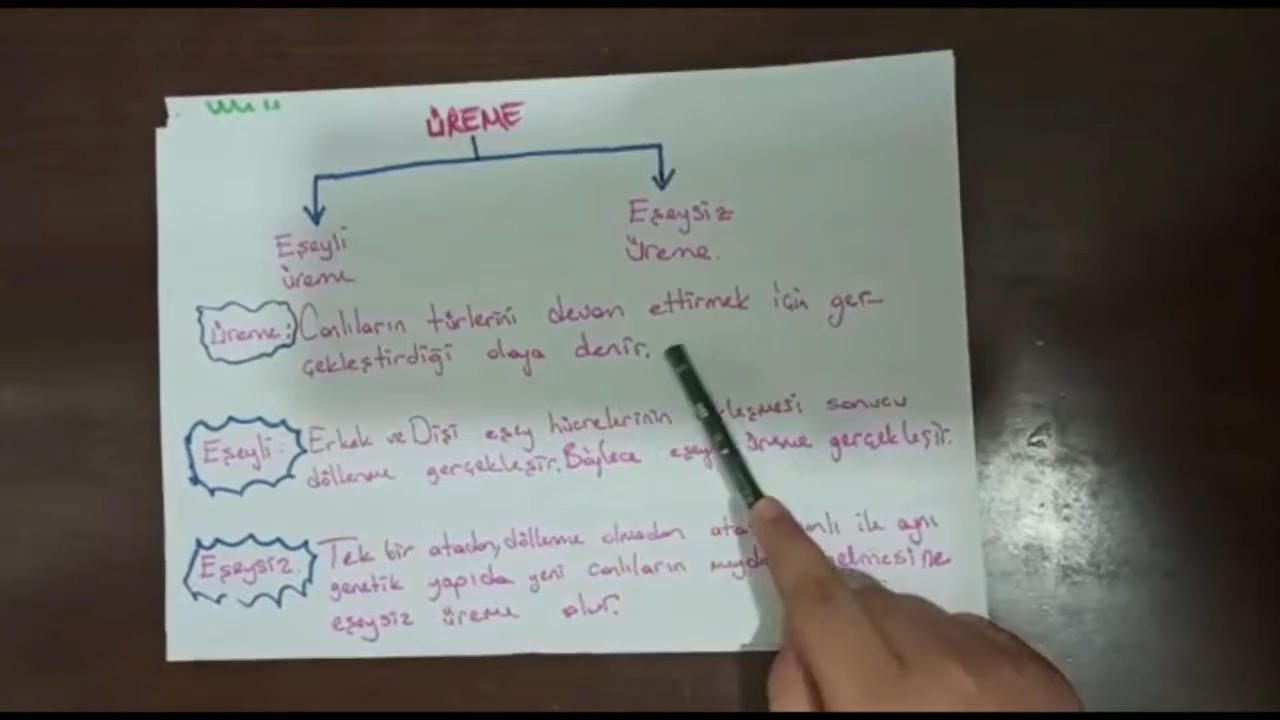 ÜREME
Eşeyli
üreme
Eşeysiz
Üreme.
Üreme: Canlıların türlerini devam ettirmek için ger-
çekleştirdiği olaya denir.
Eşeyli: Erkek ve Dişi eşey hücrelerinin sonucu
döllenme gerçekleşir. Böylece üreme gerçekleşir.
Eşeysiz Tek bir atadan, döllenme olmadan ile aynı
genetik yapıda yeni canlıların
eşeysiz üreme olur.